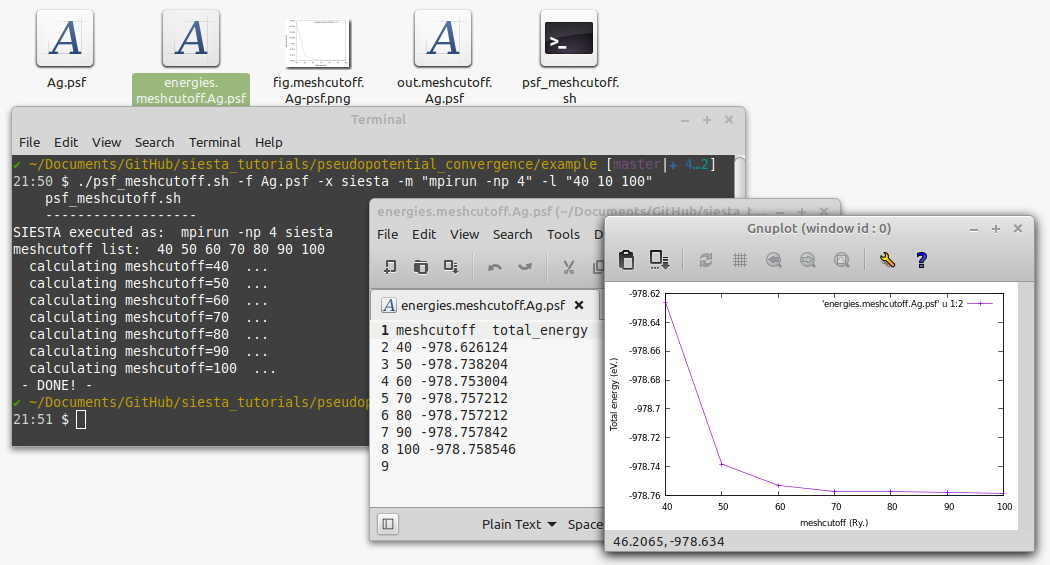 Ag.psf
energies.
meshcutoff.Ag.psf
fig.meshcutoff.
Ag-psf.png
out.meshcutoff.
Ag.psf
psf_meshcutoff.
sh
Terminal
File Edit View Search Terminal Help
✔ ~/Documents/GitHub/siesta_tutorials/pseudopotential_convergence/example [master|✚ 4…2]
21:50 $ ./psf_meshcutoff.sh -f Ag.psf -x siesta -m "mpirun -np 4" -l "40 10 100"
psf_meshcutoff.sh
-------------------
SIESTA executed as: mpirun -np 4 siesta
meshcutoff list: 40 50 60 70 80 90 100
calculating meshcutoff=40 ...
calculating meshcutoff=50 ...
calculating meshcutoff=60 ...
calculating meshcutoff=70 ...
calculating meshcutoff=80 ...
calculating meshcutoff=90 ...
calculating meshcutoff=100 ...
- DONE! -
✔ ~/Documents/GitHub/siesta_tutorials/pseudop
21:51 $
energies.meshcutoff.Ag.psf (~/Documents/GitHub/siesta_t...
File Edit View Search Tools D
energies.meshcutoff.Ag.psf
1 meshcutoff total_energy
2 40 -978.626124
3 50 -978.738204
4 60 -978.753004
5 70 -978.757212
6 80 -978.757212
7 90 -978.757842
8 100 -978.758546
9
Plain Text Space
Gnuplot (window id : 0)
'energies.meshcutoff.Ag.psf' u 1:2
-978.62
-978.64
-978.66
-978.68
-978.7
-978.72
-978.74
-978.76
Total energy (eV.)
40 50 60 70 80 90 100
meshcutoff (Ry.)
46.2065, -978.634